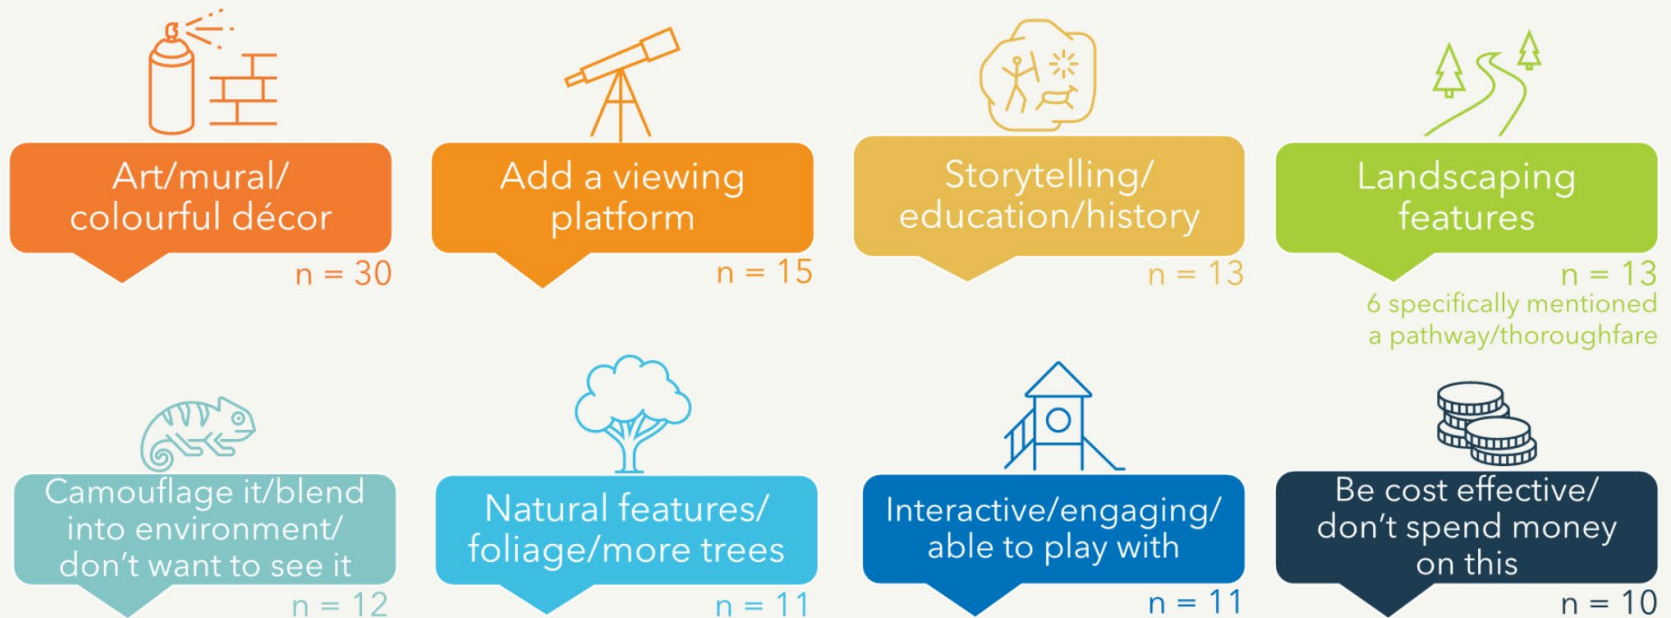 Art/mural/
colourful décor
n = 30
Add a viewing
platform
n = 15
Storytelling/
education/history
n = 13
Landscaping
features
n = 13
6 specifically mentioned
a pathway/thoroughfare
Camouflage it/blend
into environment/
don't want to see it
n = 12
Natural features/
foliage/more trees
n = 11
Interactive/engaging/
able to play with
n = 11
Be cost effective/
don't spend money
on this
n = 10